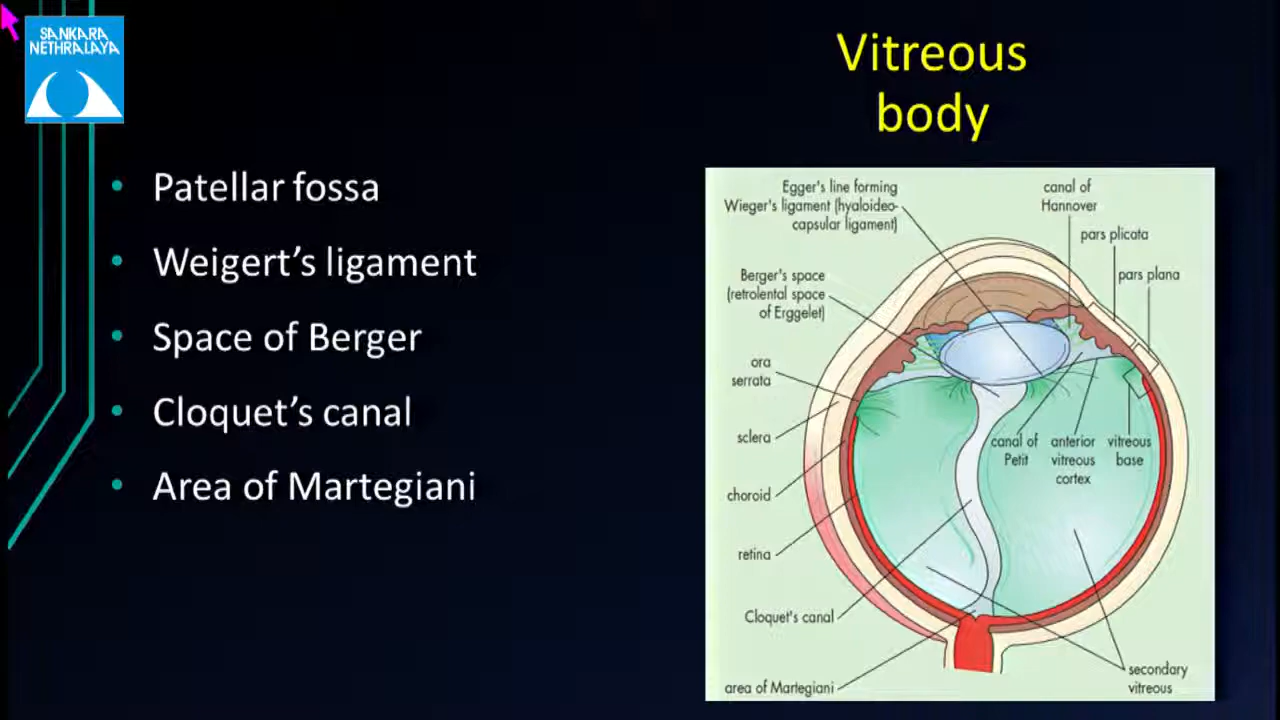 SANKARA
NETHRALAYA
Vitreous
body
• Patellar fossa
• Weigert’s ligament
• Space of Berger
• Cloquet’s canal
• Area of Martegiani
Egger's line forming
Wieger's ligament (hyaloideo-
capsular ligament)
canal of
Hannover
pars plicata
pars plana
Berger's space
(retrolental space
of Erggelet)
ora
serrata
sclera
canal of
Petit
anterior
vitreous
cortex
vitreous
base
choroid
retina
Cloquet's canal
area of Martegiani
secondary
vitreous